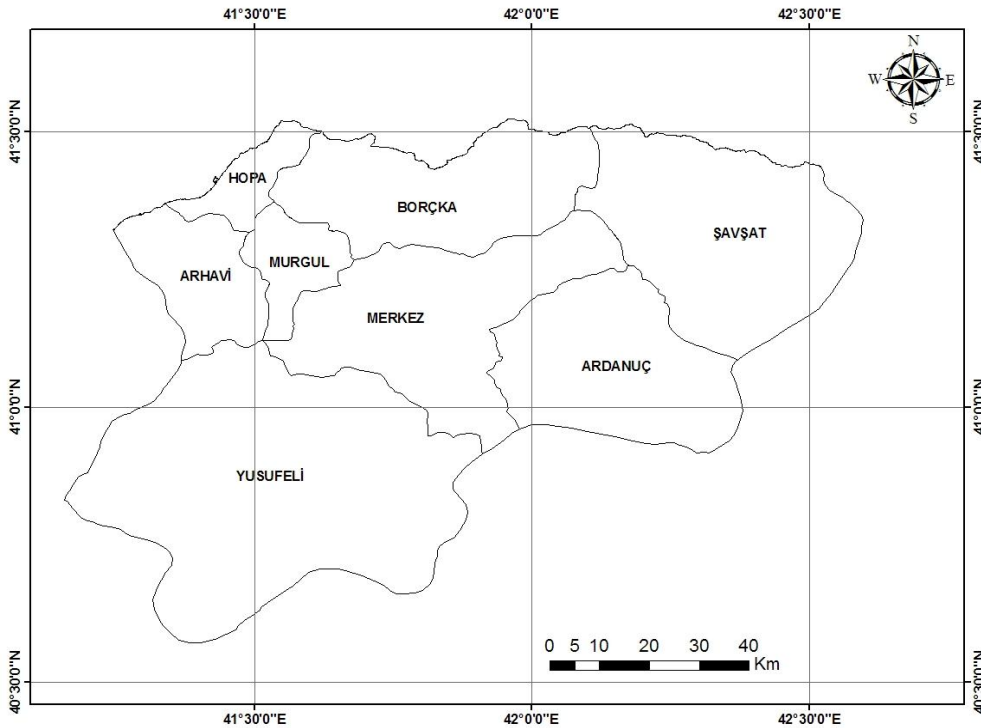 41°30'0"E 42°0'0"E 42°30'0"E
N
W E
S
41°30'0"N 41°30'0"N
HOPA
BORÇKA
ŞAVŞAT
MURGUL
ARHAVİ
MERKEZ
ARDANUÇ
41°0'0"N 41°0'0"N
YUSUFELİ
0 5 10 20 30 40
Km
40°30'0"N 40°30'0"N
41°30'0"E 42°0'0"E 42°30'0"E